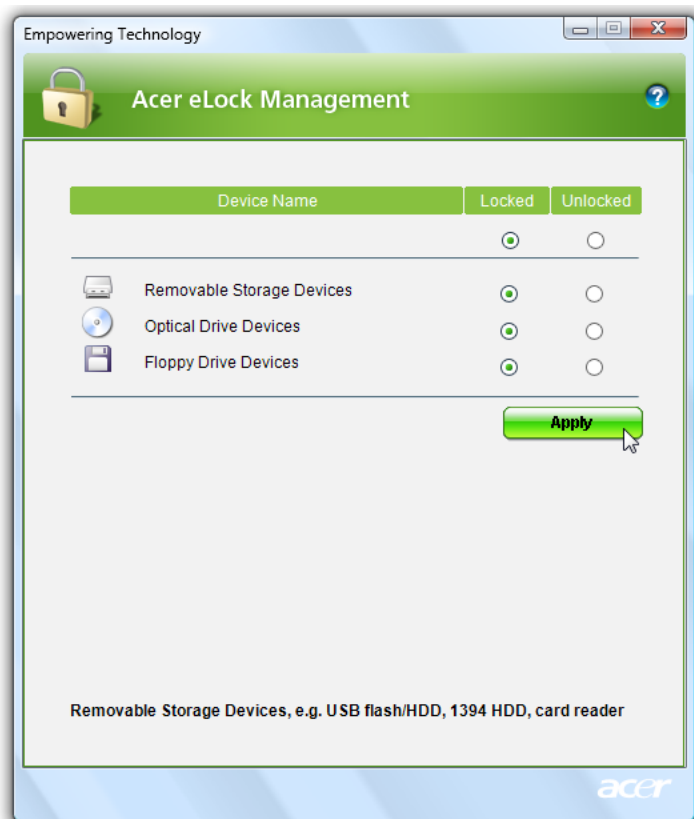 Empowering Technology
Acer eLock Management
?
Device Name Locked Unlocked
Removable Storage Devices
Optical Drive Devices
Floppy Drive Devices
Apply
Removable Storage Devices, e.g. USB flash/HDD, 1394 HDD, card reader
acer